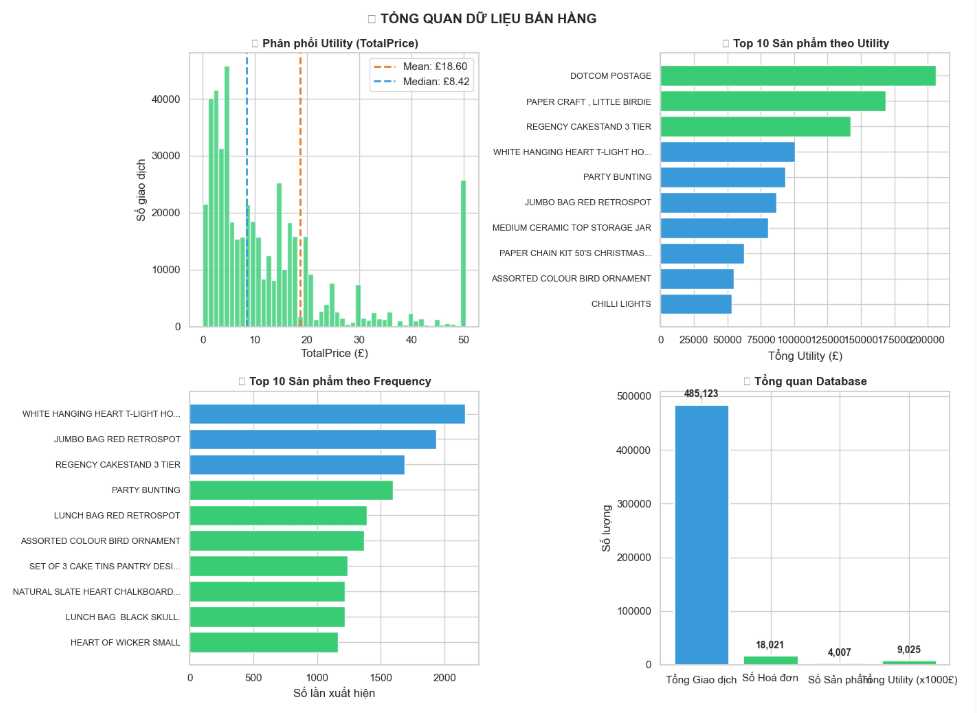 TỔNG QUAN DỮ LIỆU BÁN HÀNG
Phân phối Utility (TotalPrice)
Mean: £18.60
Median: £8.42
Số giao dịch
40000
30000
20000
10000
0
0 10 20 30 40 50
TotalPrice (£)
Top 10 Sản phẩm theo Utility
DOTCOM POSTAGE
PAPER CRAFT , LITTLE BIRDIE
REGENCY CAKESTAND 3 TIER
WHITE HANGING HEART T-LIGHT HO...
PARTY BUNTING
JUMBO BAG RED RETROSPOT
MEDIUM CERAMIC TOP STORAGE JAR
PAPER CHAIN KIT 50'S CHRISTMAS...
ASSORTED COLOUR BIRD ORNAMENT
CHILLI LIGHTS
0 25000 50000 75000 100000 125000 150000 175000 200000
Tổng Utility (£)
Top 10 Sản phẩm theo Frequency
WHITE HANGING HEART T-LIGHT HO...
JUMBO BAG RED RETROSPOT
REGENCY CAKESTAND 3 TIER
PARTY BUNTING
LUNCH BAG RED RETROSPOT
ASSORTED COLOUR BIRD ORNAMENT
SET OF 3 CAKE TINS PANTRY DESI...
NATURAL SLATE HEART CHALKBOARD...
LUNCH BAG  BLACK SKULL.
HEART OF WICKER SMALL
0 500 1000 1500 2000
Số lần xuất hiện
Tổng quan Database
Số lượng
500000
400000
300000
200000
100000
0
485,123
18,021
4,007
9,025
Tổng Giao dịch Số Hoá đơn Số Sản phẩm Tổng Utility (x1000£)